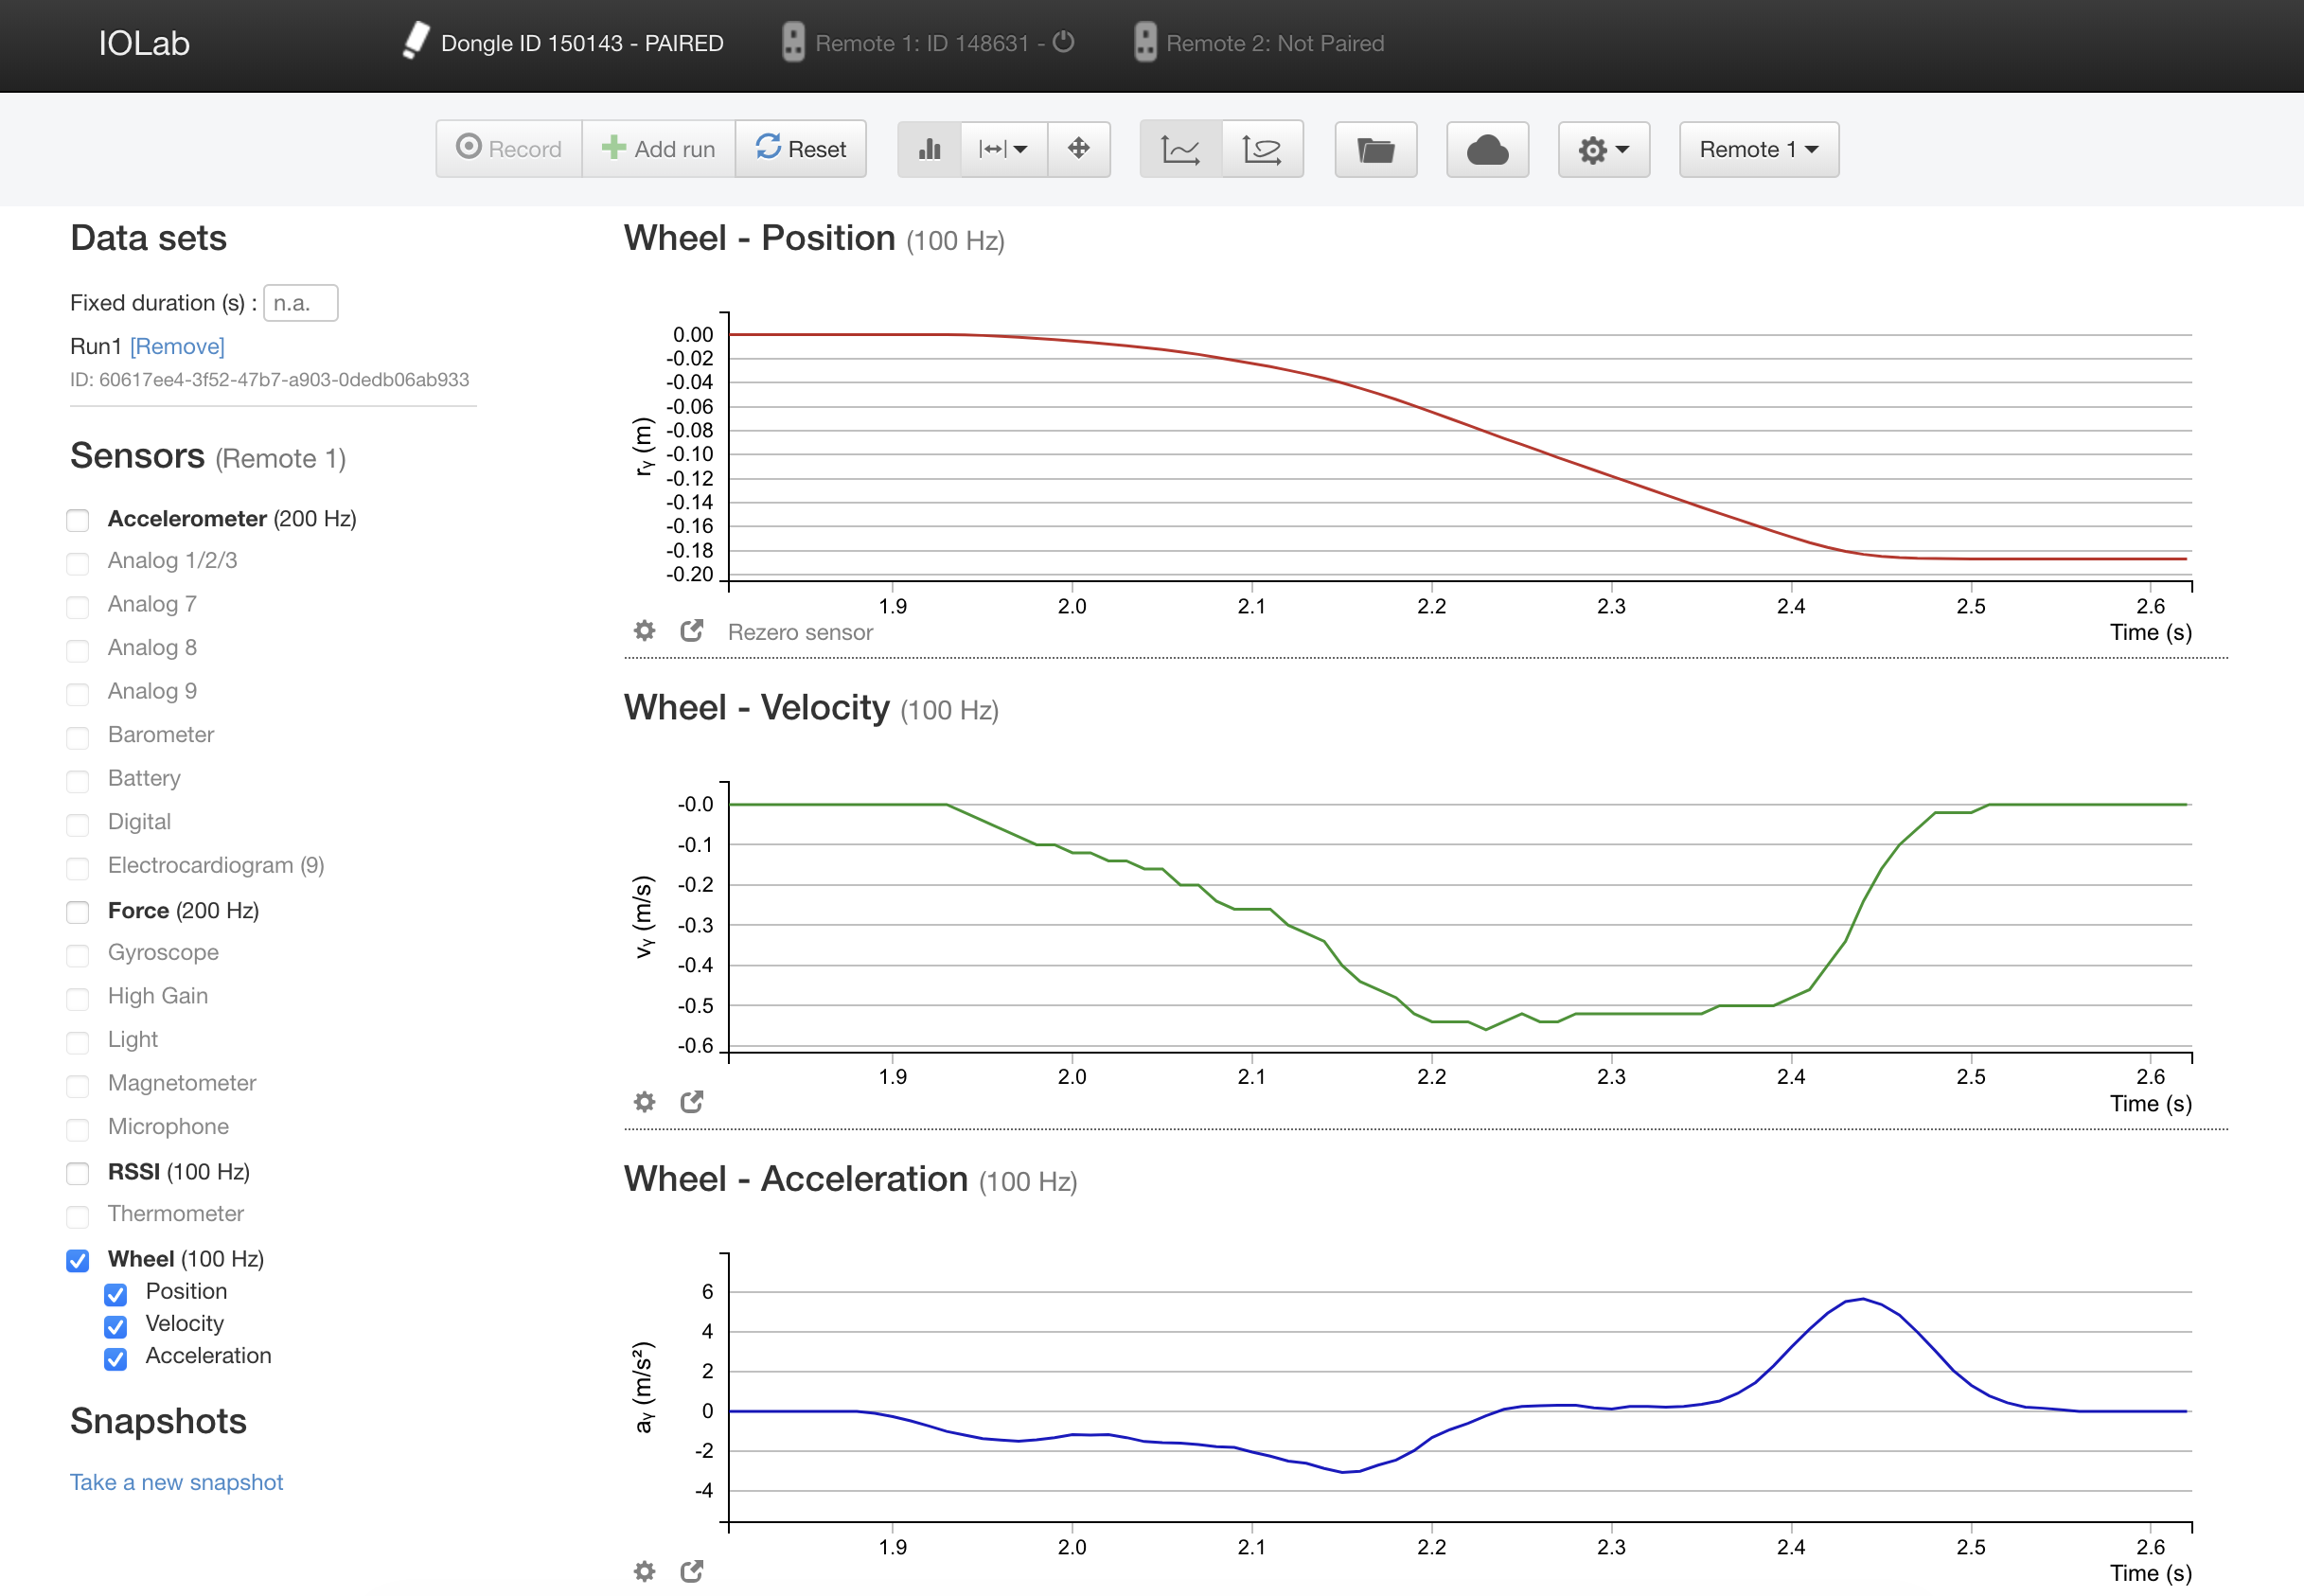 IOLab
Dongle ID 150143 - PAIRED
Remote 1: ID 148631 -
Remote 2: Not Paired
Record
Add run
Reset
Remote 1
Data sets
Fixed duration (s) : n.a.
Run1 [Remove]
ID: 60617ee4-3f52-47b7-a903-0dedb06ab933
Sensors (Remote 1)
Accelerometer (200 Hz)
Analog 1/2/3
Analog 7
Analog 8
Analog 9
Barometer
Battery
Digital
Electrocardiogram (9)
Force (200 Hz)
Gyroscope
High Gain
Light
Magnetometer
Microphone
RSSI (100 Hz)
Thermometer
Wheel (100 Hz)
Position
Velocity
Acceleration
Snapshots
Take a new snapshot
Wheel - Position (100 Hz)
rᵧ (m)
0.00
-0.02
-0.04
-0.06
-0.08
-0.10
-0.12
-0.14
-0.16
-0.18
-0.20
1.9 2.0 2.1 2.2 2.3 2.4 2.5 2.6
Time (s)
Rezero sensor
Wheel - Velocity (100 Hz)
vᵧ (m/s)
-0.0
-0.1
-0.2
-0.3
-0.4
-0.5
-0.6
1.9 2.0 2.1 2.2 2.3 2.4 2.5 2.6
Time (s)
Wheel - Acceleration (100 Hz)
aᵧ (m/s²)
6
4
2
0
-2
-4
1.9 2.0 2.1 2.2 2.3 2.4 2.5 2.6
Time (s)